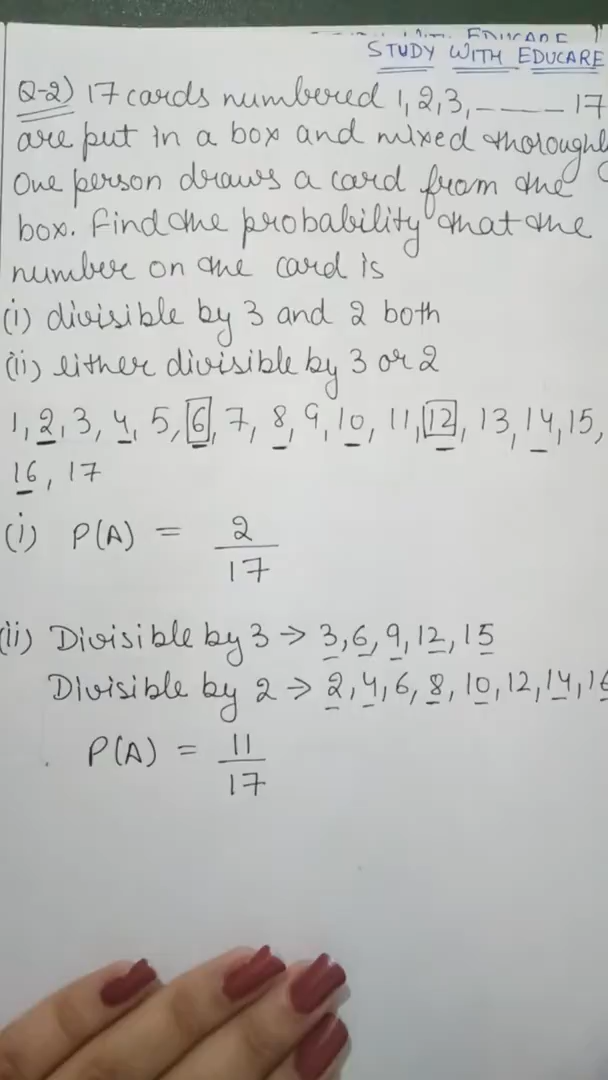 STUDY WITH EDUCARE
Q-2) 17 cards numbered 1, 2, 3, ---- 17
are put in a box and mixed thoroughly
One person draws a card from the
box. Find the probability that the
number on the card is
(i) divisible by 3 and 2 both
(ii) either divisible by 3 or 2
1, 2, 3, 4, 5, 6, 7, 8, 9, 10, 11, 12, 13, 14, 15,
16, 17
(i) P(A) = 2/17
(ii) Divisible by 3 → 3, 6, 9, 12, 15
Divisible by 2 → 2, 4, 6, 8, 10, 12, 14, 16
P(A) = 11/17